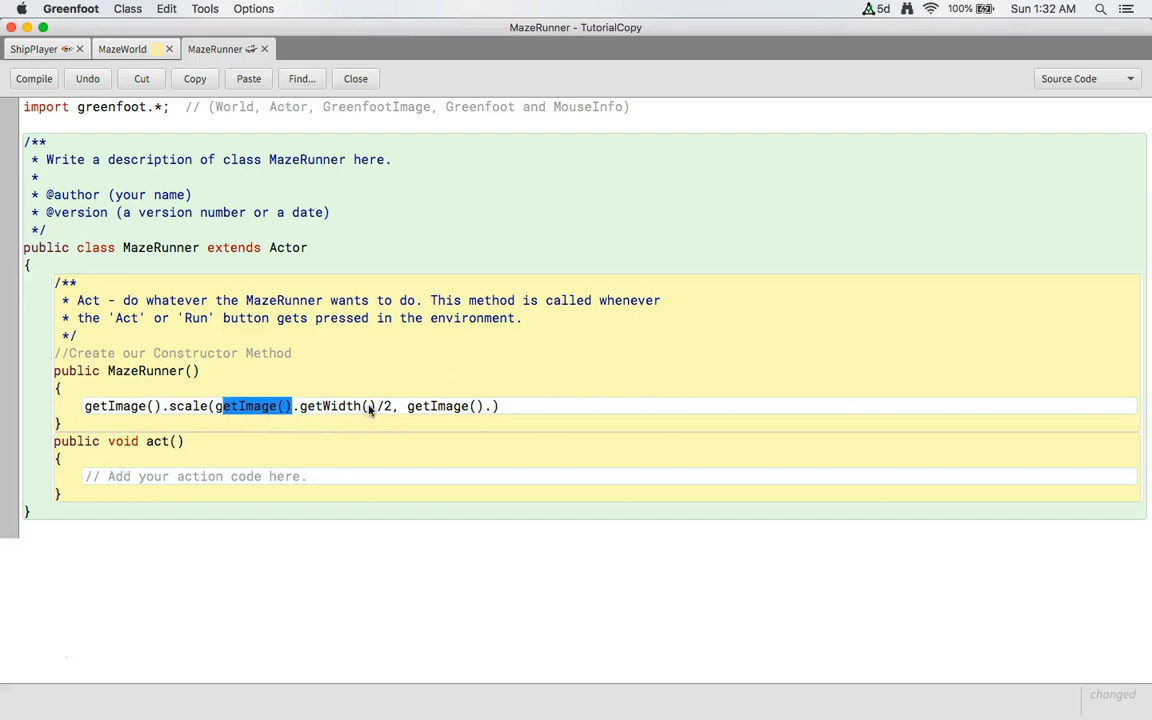 Greenfoot Class Edit Tools Options 5d 100% Sun 1:32 AM
MazeRunner - TutorialCopy
ShipPlayer MazeWorld MazeRunner
Compile Undo Cut Copy Paste Find... Close Source Code
import greenfoot.*;  // (World, Actor, GreenfootImage, Greenfoot and MouseInfo)
/**
 * Write a description of class MazeRunner here.
 *
 * @author (your name)
 * @version (a version number or a date)
 */
public class MazeRunner extends Actor
{
/**
 * Act - do whatever the MazeRunner wants to do. This method is called whenever
 * the 'Act' or 'Run' button gets pressed in the environment.
 */
//Create our Constructor Method
public MazeRunner()
{
getImage().scale(getImage().getWidth()/2, getImage().)
}
public void act()
{
// Add your action code here.
}
}
changed